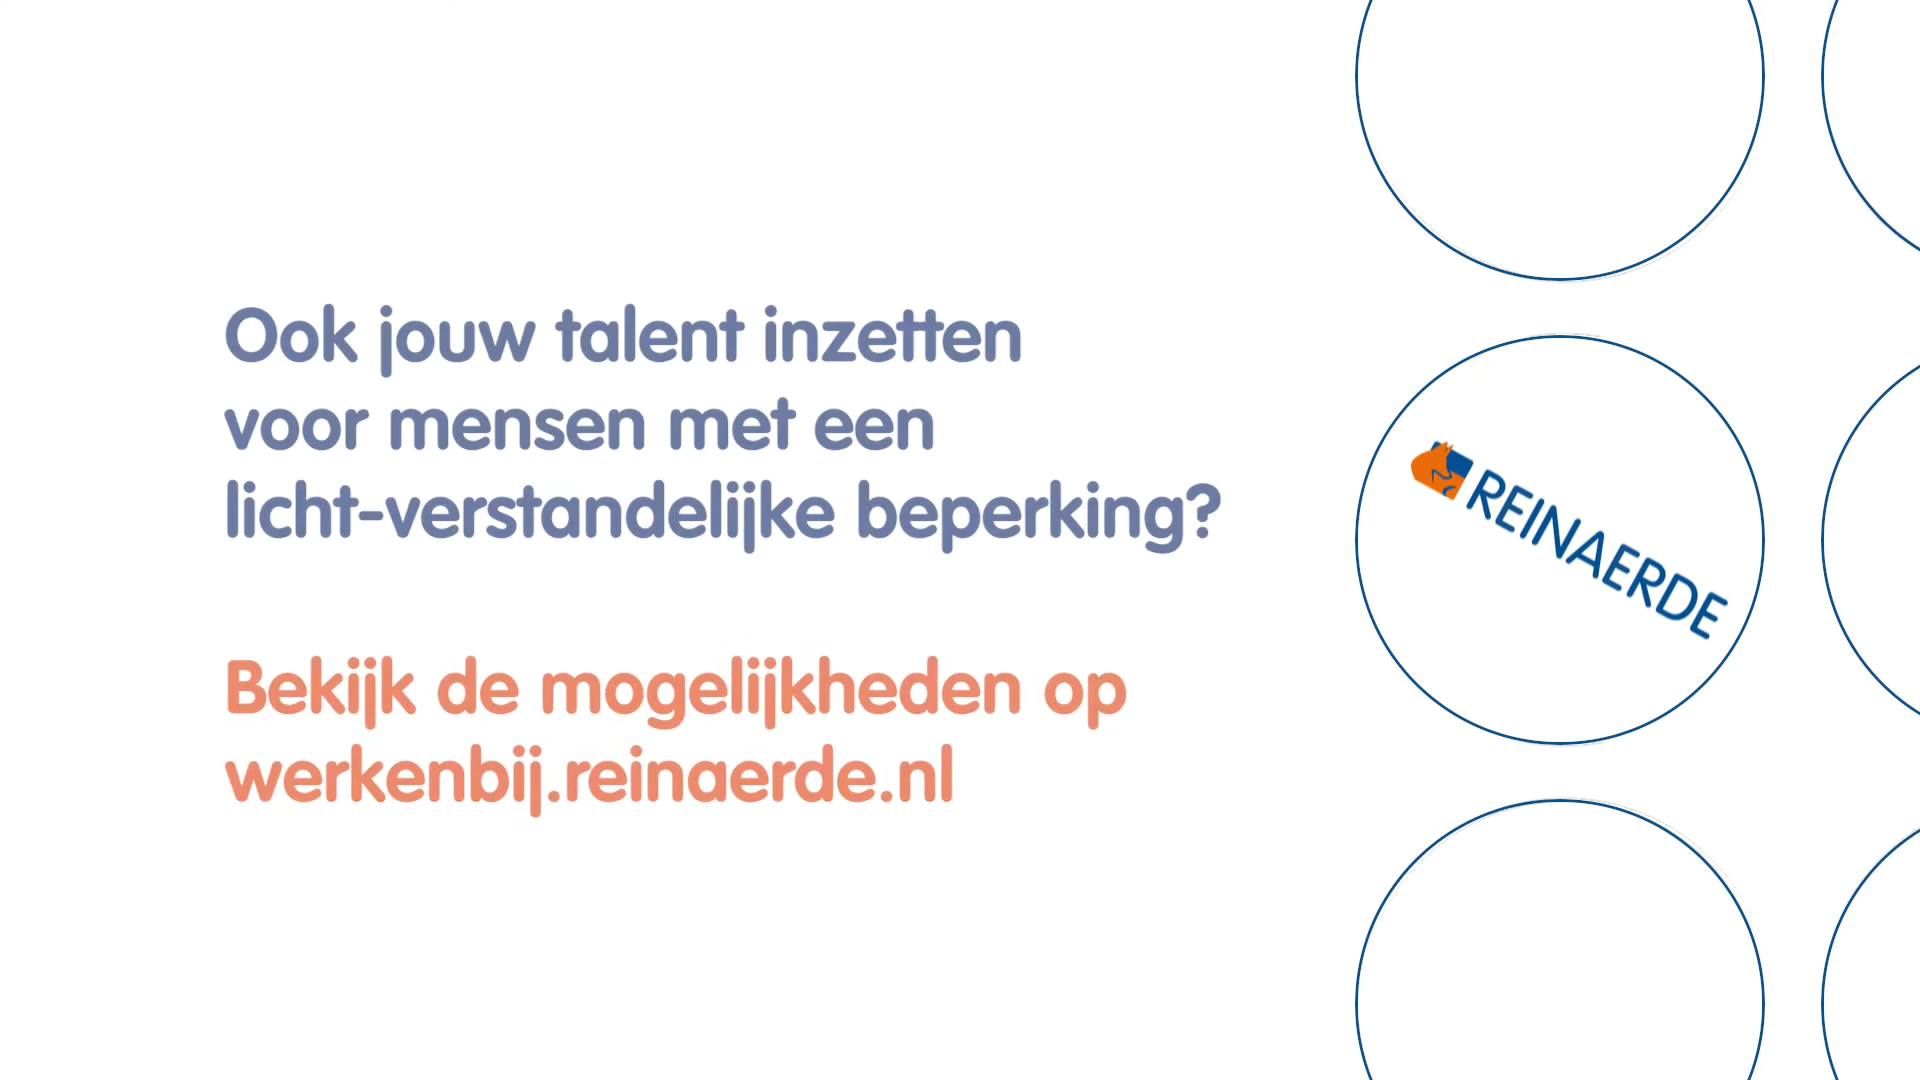 Ook jouw talent inzetten
voor mensen met een
licht-verstandelijke beperking?
Bekijk de mogelijkheden op
werkenbij.reinaerde.nl
REINAERDE